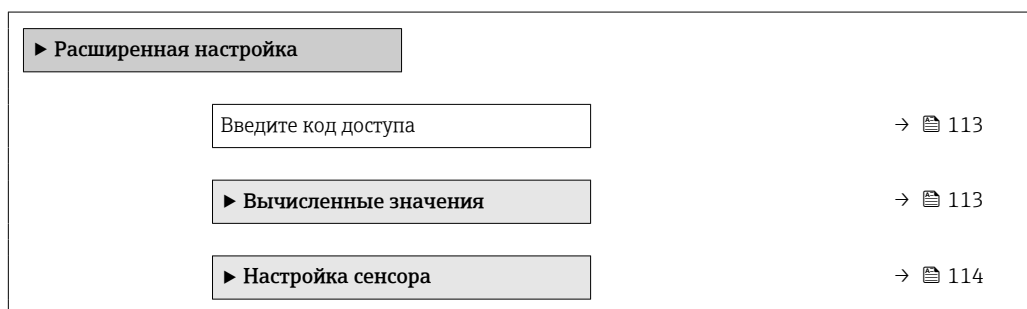 ▶ Расширенная настройка
Введите код доступа → 113
▶ Вычисленные значения → 113
▶ Настройка сенсора → 114